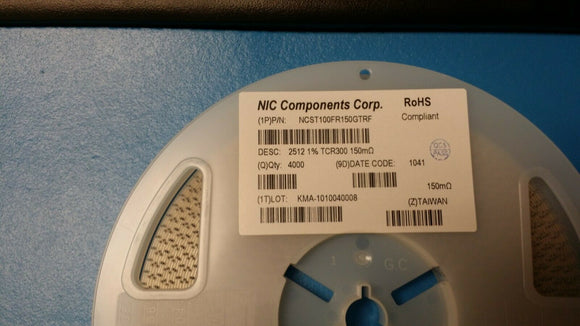 NIC Components Corp. RoHS
(1P)P/N: NCST100FR150GTRF Compliant
DESC: 2512 1% TCR300 150mΩ
(Q)Qty: 4000 (9D)DATE CODE: 1041
150mΩ
(1T)LOT: KMA-1010040008 (Z)TAIWAN
1 G.C